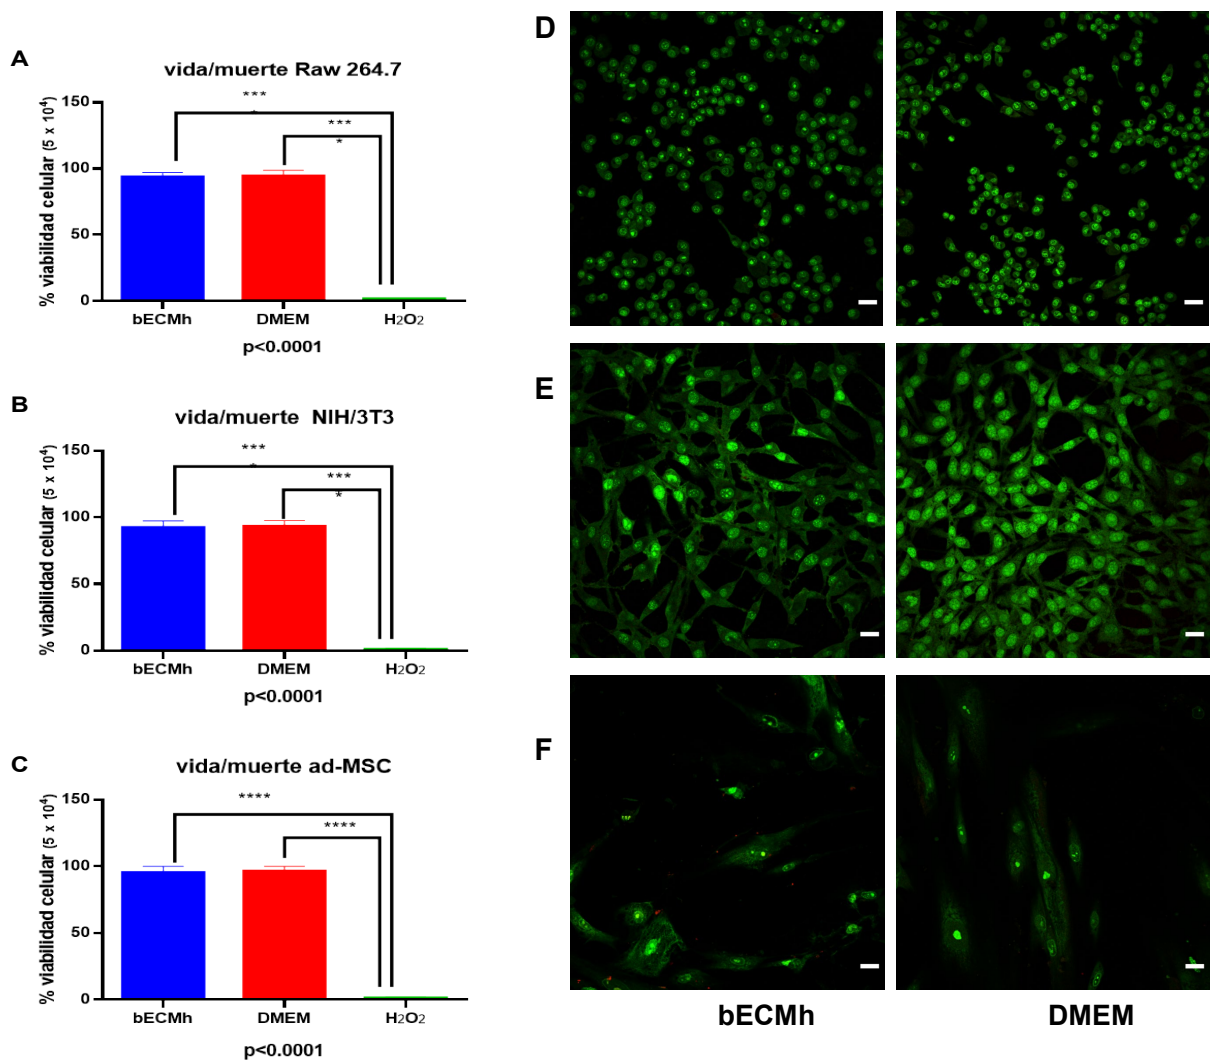 A
vida/muerte Raw 264.7
% viabilidad celular (5 x 10⁴)
150
100
50
0
***
*
***
*
bECMh
DMEM
H₂O₂
p<0.0001
B
vida/muerte NIH/3T3
% viabilidad celular (5 x 10⁴)
150
100
50
0
***
*
***
*
bECMh
DMEM
H₂O₂
p<0.0001
C
vida/muerte ad-MSC
% viabilidad celular (5 x 10⁴)
150
100
50
0
****
****
bECMh
DMEM
H₂O₂
p<0.0001
D
E
F
bECMh
DMEM